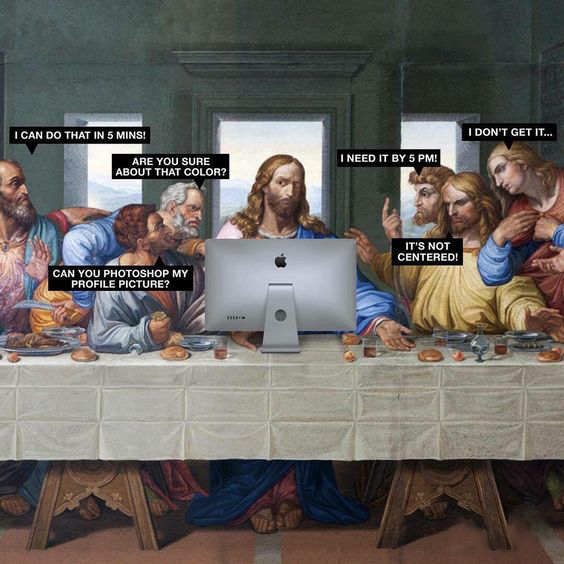 I CAN DO THAT IN 5 MINS!
ARE YOU SURE
ABOUT THAT COLOR?
CAN YOU PHOTOSHOP MY
PROFILE PICTURE?
I NEED IT BY 5 PM!
I DON'T GET IT...
IT'S NOT
CENTERED!